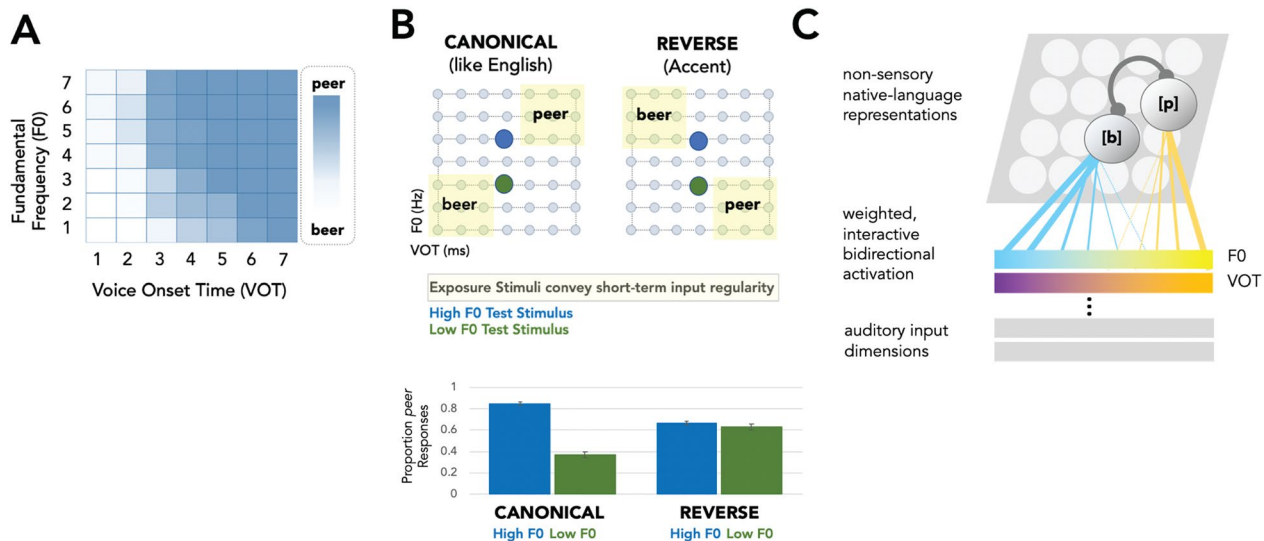 A
Fundamental
Frequency (F0)
7
6
5
4
3
2
1
1 2 3 4 5 6 7
Voice Onset Time (VOT)
peer
beer
B
CANONICAL
(like English)
REVERSE
(Accent)
peer
beer
beer
peer
F0 (Hz)
VOT (ms)
Exposure Stimuli convey short-term input regularity
High F0 Test Stimulus
Low F0 Test Stimulus
Proportion peer
Responses
1
0.8
0.6
0.4
0.2
0
CANONICAL
High F0 Low F0
REVERSE
High F0 Low F0
C
non-sensory
native-language
representations
[p]
[b]
weighted,
interactive
bidirectional
activation
F0
VOT
auditory input
dimensions